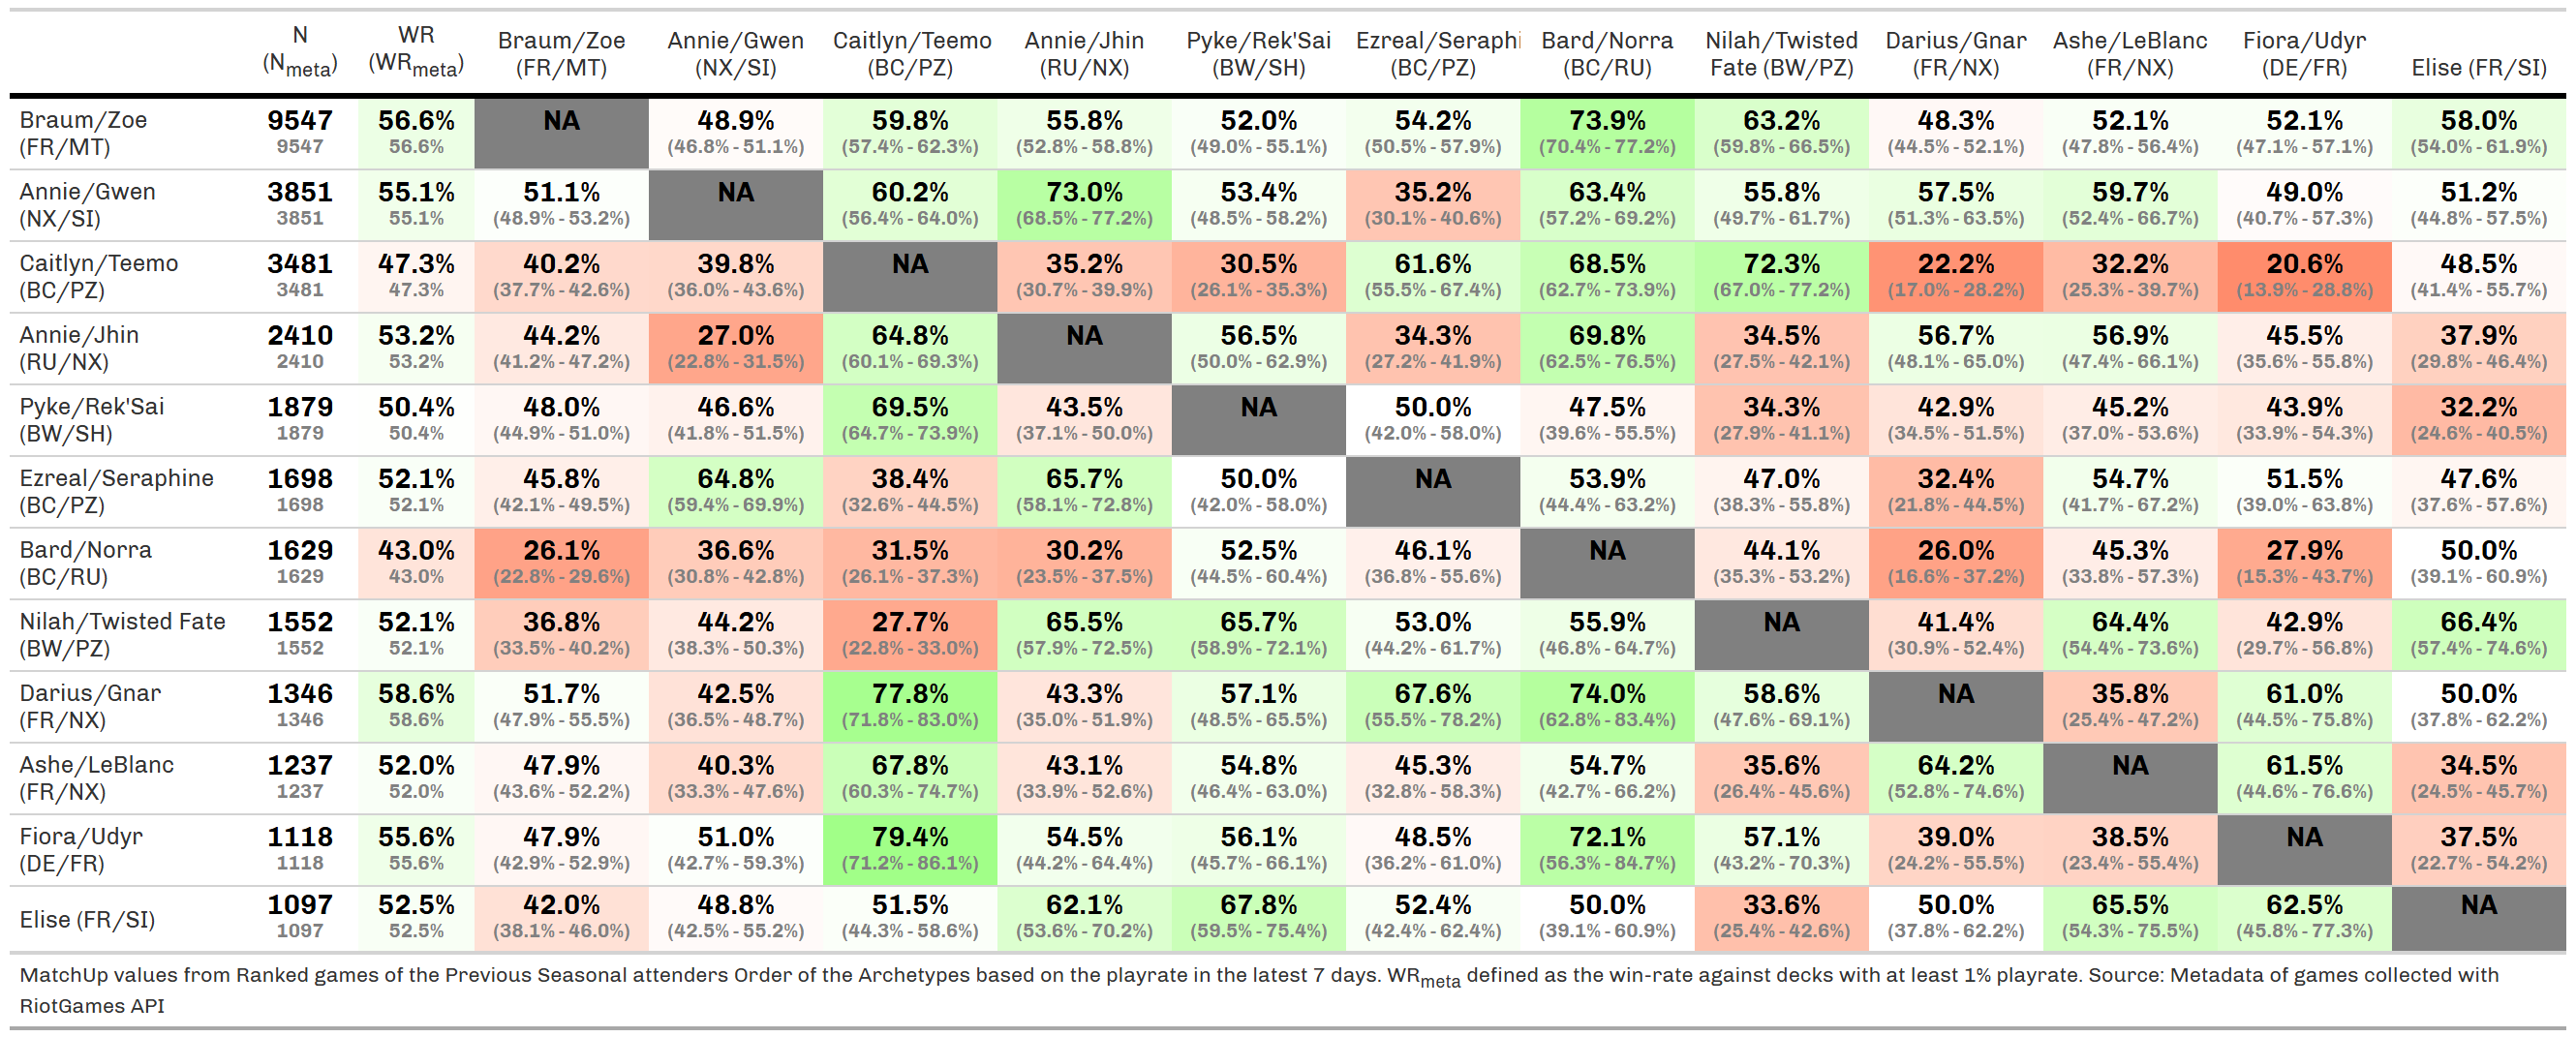 N WR Braum/Zoe Annie/Gwen Caitlyn/Teemo Annie/Jhin Pyke/Rek'Sai Ezreal/Seraphi Bard/Norra Nilah/Twisted Darius/Gnar Ashe/LeBlanc Fiora/Udyr
(Nmeta) (WRmeta) (FR/MT) (NX/SI) (BC/PZ) (RU/NX) (BW/SH) (BC/PZ) (BC/RU) Fate (BW/PZ) (FR/NX) (FR/NX) (DE/FR) Elise (FR/SI)
Braum/Zoe 9547 56.6% NA 48.9% 59.8% 55.8% 52.0% 54.2% 73.9% 63.2% 48.3% 52.1% 52.1% 58.0%
(FR/MT) 9547 56.6% (46.8% - 51.1%) (57.4% - 62.3%) (52.8% - 58.8%) (49.0% - 55.1%) (50.5% - 57.9%) (70.4% - 77.2%) (59.8% - 66.5%) (44.5% - 52.1%) (47.8% - 56.4%) (47.1% - 57.1%) (54.0% - 61.9%)
Annie/Gwen 3851 55.1% 51.1% NA 60.2% 73.0% 53.4% 35.2% 63.4% 55.8% 57.5% 59.7% 49.0% 51.2%
(NX/SI) 3851 55.1% (48.9% - 53.2%) (56.4% - 64.0%) (68.5% - 77.2%) (48.5% - 58.2%) (30.1% - 40.6%) (57.2% - 69.2%) (49.7% - 61.7%) (51.3% - 63.5%) (52.4% - 66.7%) (40.7% - 57.3%) (44.8% - 57.5%)
Caitlyn/Teemo 3481 47.3% 40.2% 39.8% NA 35.2% 30.5% 61.6% 68.5% 72.3% 22.2% 32.2% 20.6% 48.5%
(BC/PZ) 3481 47.3% (37.7% - 42.6%) (36.0% - 43.6%) (30.7% - 39.9%) (26.1% - 35.3%) (55.5% - 67.4%) (62.7% - 73.9%) (67.0% - 77.2%) (17.0% - 28.2%) (25.3% - 39.7%) (13.9% - 28.8%) (41.4% - 55.7%)
Annie/Jhin 2410 53.2% 44.2% 27.0% 64.8% NA 56.5% 34.3% 69.8% 34.5% 56.7% 56.9% 45.5% 37.9%
(RU/NX) 2410 53.2% (41.2% - 47.2%) (22.8% - 31.5%) (60.1% - 69.3%) (50.0% - 62.9%) (27.2% - 41.9%) (62.5% - 76.5%) (27.5% - 42.1%) (48.1% - 65.0%) (47.4% - 66.1%) (35.6% - 55.8%) (29.8% - 46.4%)
Pyke/Rek'Sai 1879 50.4% 48.0% 46.6% 69.5% 43.5% NA 50.0% 47.5% 34.3% 42.9% 45.2% 43.9% 32.2%
(BW/SH) 1879 50.4% (44.9% - 51.0%) (41.8% - 51.5%) (64.7% - 73.9%) (37.1% - 50.0%) (42.0% - 58.0%) (39.6% - 55.5%) (27.9% - 41.1%) (34.5% - 51.5%) (37.0% - 53.6%) (33.9% - 54.3%) (24.6% - 40.5%)
Ezreal/Seraphine 1698 52.1% 45.8% 64.8% 38.4% 65.7% 50.0% NA 53.9% 47.0% 32.4% 54.7% 51.5% 47.6%
(BC/PZ) 1698 52.1% (42.1% - 49.5%) (59.4% - 69.9%) (32.6% - 44.5%) (58.1% - 72.8%) (42.0% - 58.0%) (44.4% - 63.2%) (38.3% - 55.8%) (21.8% - 44.5%) (41.7% - 67.2%) (39.0% - 63.8%) (37.6% - 57.6%)
Bard/Norra 1629 43.0% 26.1% 36.6% 31.5% 30.2% 52.5% 46.1% NA 44.1% 26.0% 45.3% 27.9% 50.0%
(BC/RU) 1629 43.0% (22.8% - 29.6%) (30.8% - 42.8%) (26.1% - 37.3%) (23.5% - 37.5%) (44.5% - 60.4%) (36.8% - 55.6%) (35.3% - 53.2%) (16.6% - 37.2%) (33.8% - 57.3%) (15.3% - 43.7%) (39.1% - 60.9%)
Nilah/Twisted Fate 1552 52.1% 36.8% 44.2% 27.7% 65.5% 65.7% 53.0% 55.9% NA 41.4% 64.4% 42.9% 66.4%
(BW/PZ) 1552 52.1% (33.5% - 40.2%) (38.3% - 50.3%) (22.8% - 33.0%) (57.9% - 72.5%) (58.9% - 72.1%) (44.2% - 61.7%) (46.8% - 64.7%) (30.9% - 52.4%) (54.4% - 73.6%) (29.7% - 56.8%) (57.4% - 74.6%)
Darius/Gnar 1346 58.6% 51.7% 42.5% 77.8% 43.3% 57.1% 67.6% 74.0% 58.6% NA 35.8% 61.0% 50.0%
(FR/NX) 1346 58.6% (47.9% - 55.5%) (36.5% - 48.7%) (71.8% - 83.0%) (35.0% - 51.9%) (48.5% - 65.5%) (55.5% - 78.2%) (62.8% - 83.4%) (47.6% - 69.1%) (25.4% - 47.2%) (44.5% - 75.8%) (37.8% - 62.2%)
Ashe/LeBlanc 1237 52.0% 47.9% 40.3% 67.8% 43.1% 54.8% 45.3% 54.7% 35.6% 64.2% NA 61.5% 34.5%
(FR/NX) 1237 52.0% (43.6% - 52.2%) (33.3% - 47.6%) (60.3% - 74.7%) (33.9% - 52.6%) (46.4% - 63.0%) (32.8% - 58.3%) (42.7% - 66.2%) (26.4% - 45.6%) (52.8% - 74.6%) (44.6% - 76.6%) (24.5% - 45.7%)
Fiora/Udyr 1118 55.6% 47.9% 51.0% 79.4% 54.5% 56.1% 48.5% 72.1% 57.1% 39.0% 38.5% NA 37.5%
(DE/FR) 1118 55.6% (42.9% - 52.9%) (42.7% - 59.3%) (71.2% - 86.1%) (44.2% - 64.4%) (45.7% - 66.1%) (36.2% - 61.0%) (56.3% - 84.7%) (43.2% - 70.3%) (24.2% - 55.5%) (23.4% - 55.4%) (22.7% - 54.2%)
Elise (FR/SI) 1097 52.5% 42.0% 48.8% 51.5% 62.1% 67.8% 52.4% 50.0% 33.6% 50.0% 65.5% 62.5% NA
1097 52.5% (38.1% - 46.0%) (42.5% - 55.2%) (44.3% - 58.6%) (53.6% - 70.2%) (59.5% - 75.4%) (42.4% - 62.4%) (39.1% - 60.9%) (25.4% - 42.6%) (37.8% - 62.2%) (54.3% - 75.5%) (45.8% - 77.3%)
MatchUp values from Ranked games of the Previous Seasonal attenders Order of the Archetypes based on the playrate in the latest 7 days. WRmeta defined as the win-rate against decks with at least 1% playrate. Source: Metadata of games collected with
RiotGames API